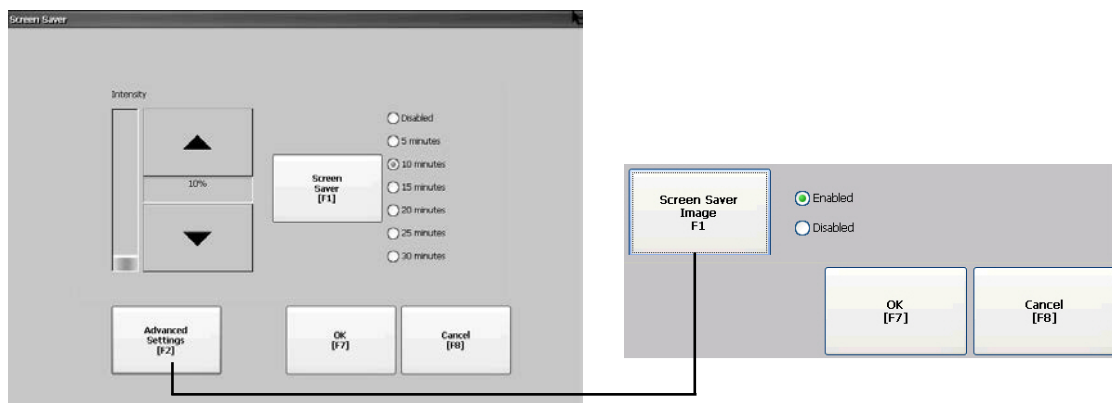 Screen Saver
Intensity
10%
Screen
Saver
[F1]
Disabled
5 minutes
10 minutes
15 minutes
20 minutes
25 minutes
30 minutes
Advanced
Settings
[F2]
OK
[F7]
Cancel
[F8]
Screen Saver
Image
F1
Enabled
Disabled
OK
[F7]
Cancel
[F8]